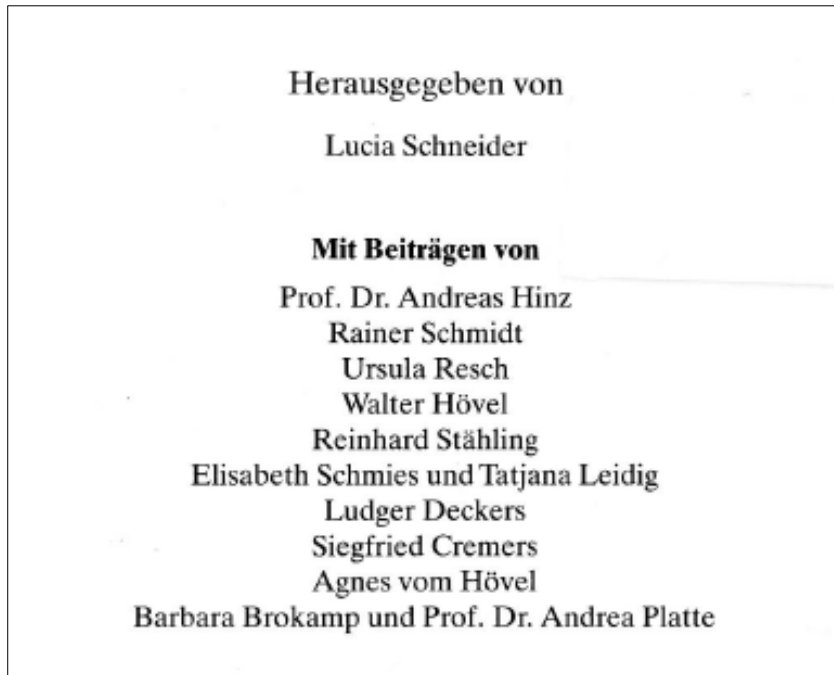 Herausgegeben von
Lucia Schneider
Mit Beiträgen von
Prof. Dr. Andreas Hinz
Rainer Schmidt
Ursula Resch
Walter Hövel
Reinhard Stähling
Elisabeth Schmies und Tatjana Leidig
Ludger Deckers
Siegfried Cremers
Agnes vom Hövel
Barbara Brokamp und Prof. Dr. Andrea Platte